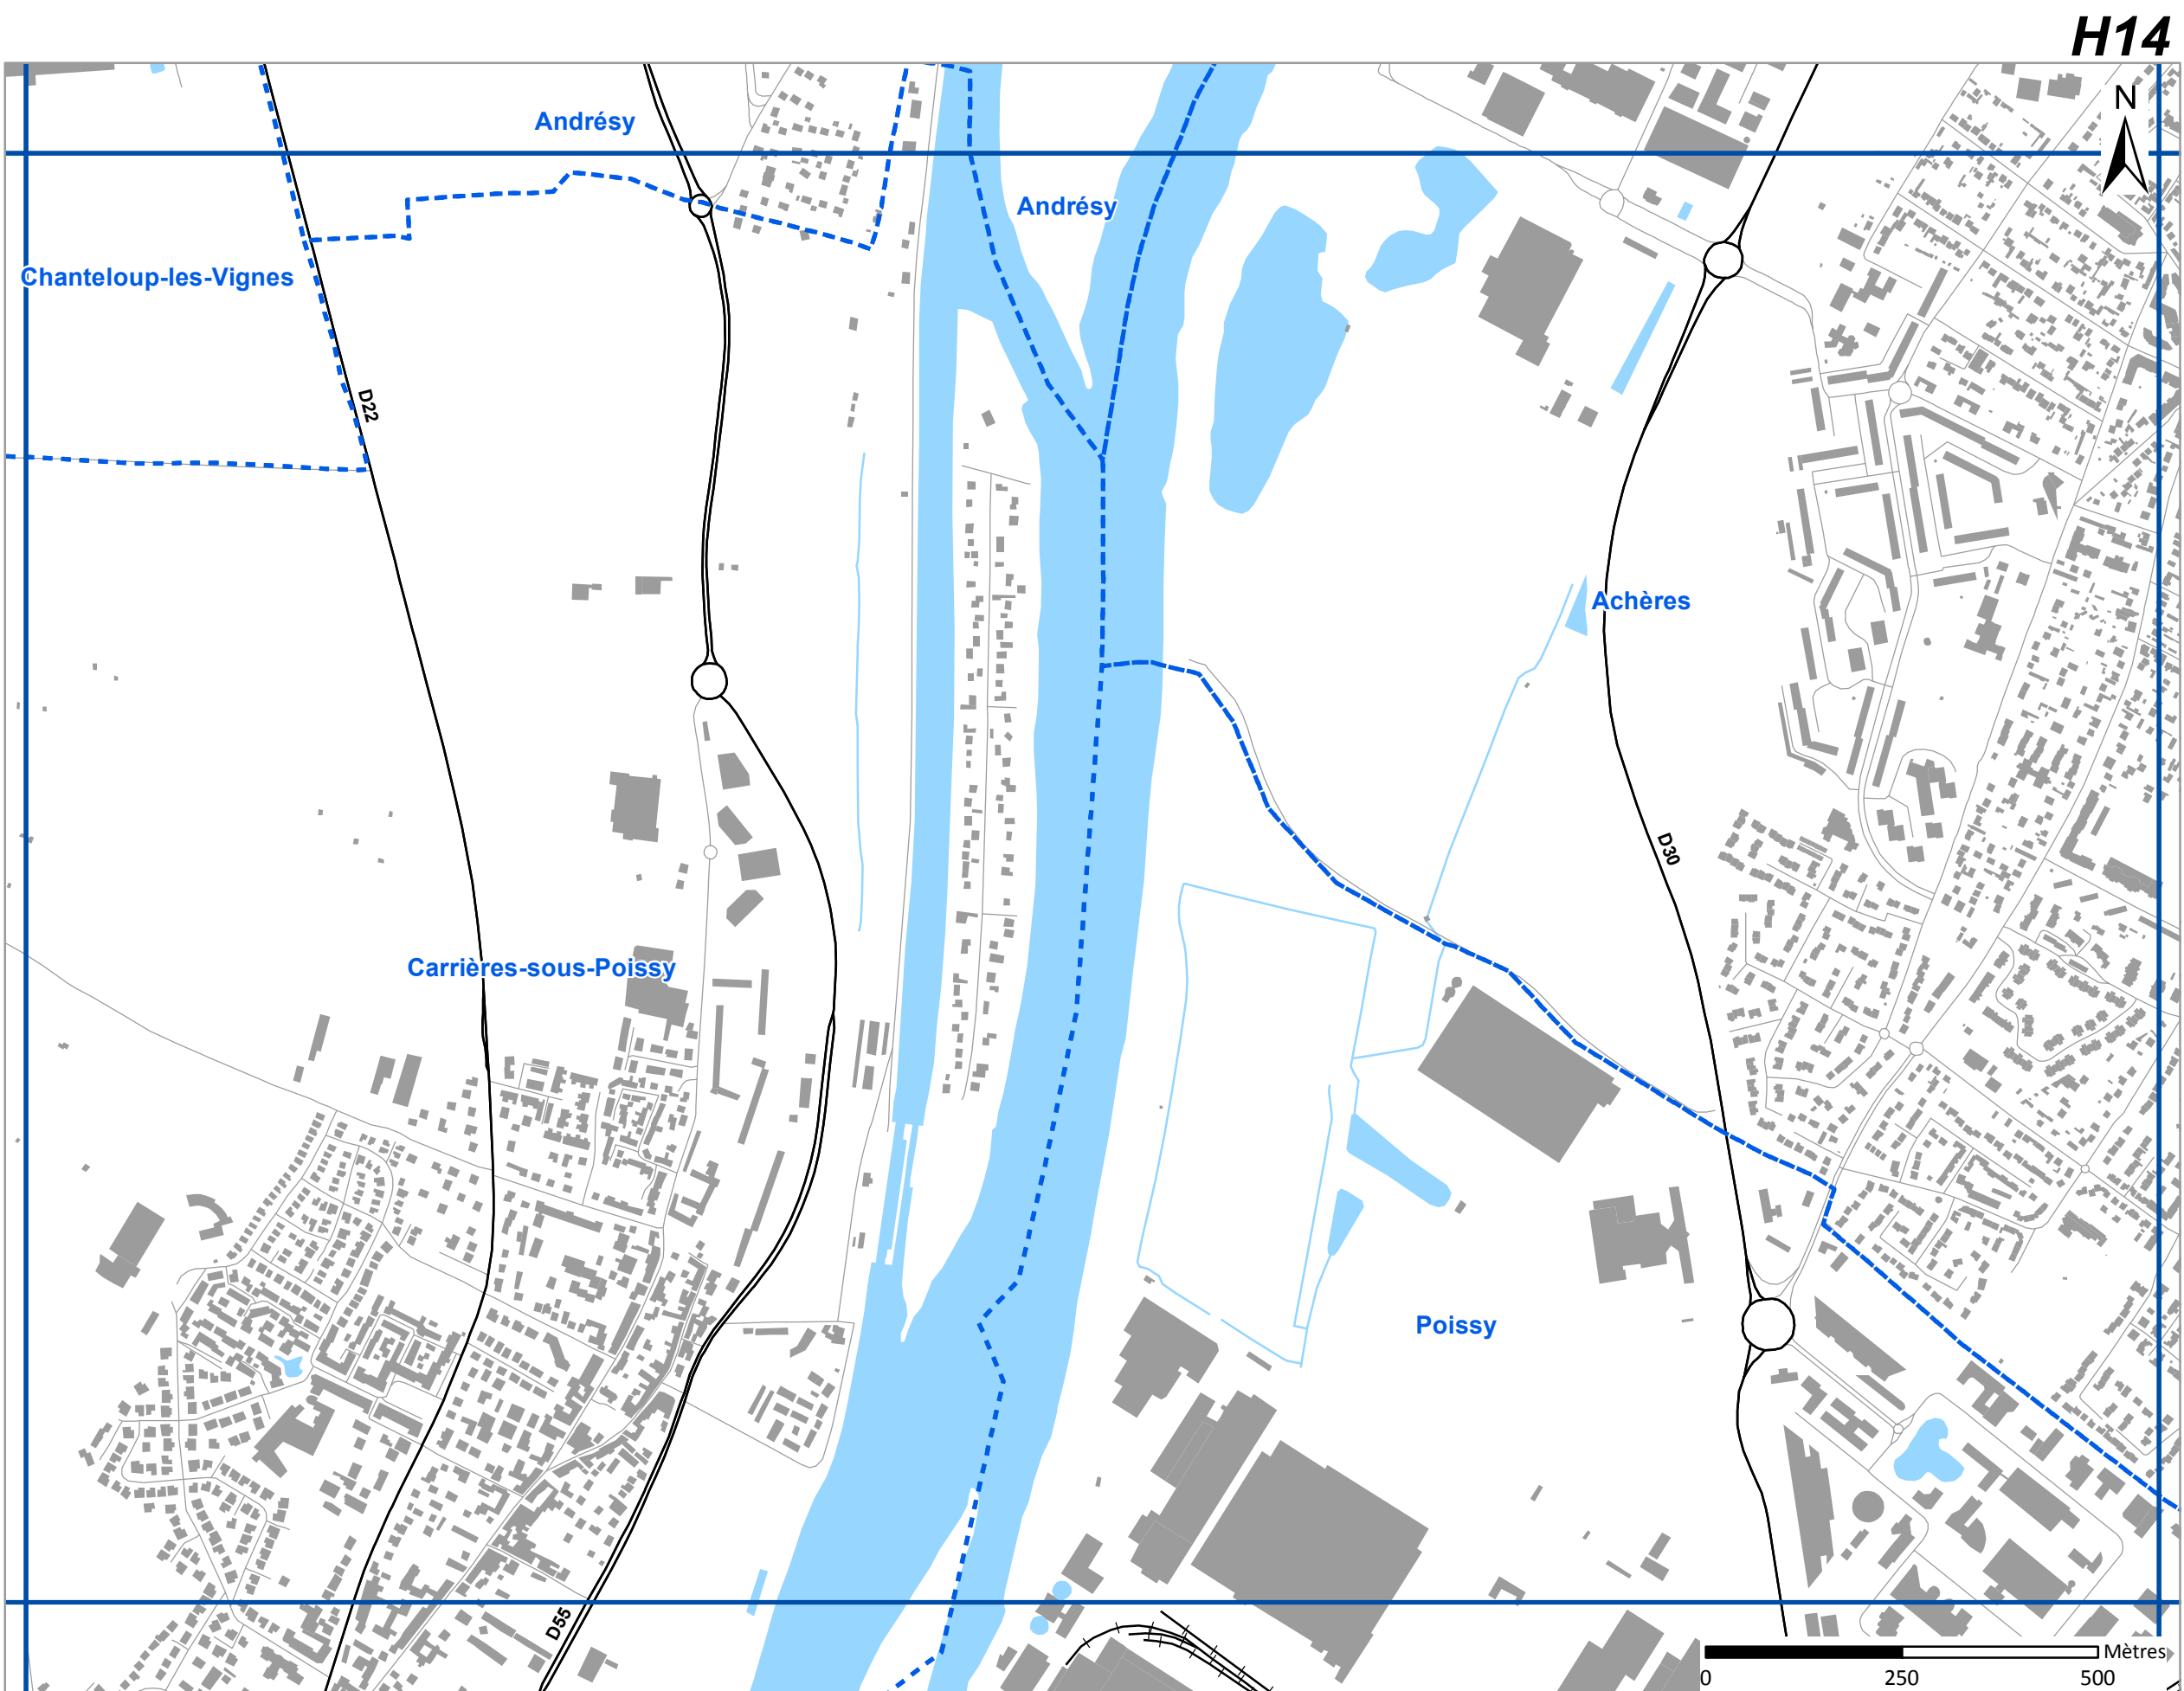 H14
N
Andrésy
Andrésy
Chanteloup-les-Vignes
D22
Achères
D30
Carrières-sous-Poissy
Poissy
D55
Mètres
0 250 500